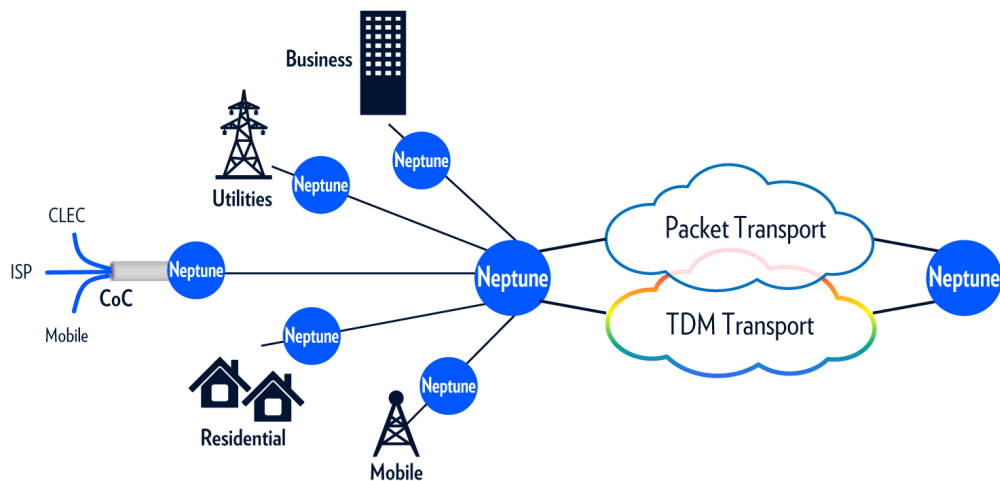 Business
Neptune
Utilities
Neptune
CLEC
ISP
Mobile
CoC
Neptune
Neptune
Packet Transport
TDM Transport
Neptune
Neptune
Residential
Neptune
Mobile